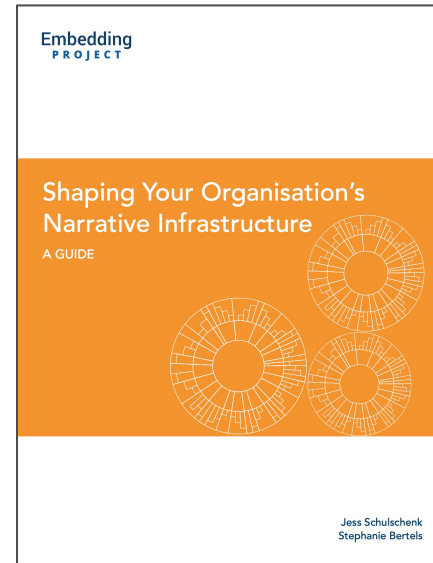 Embedding
PROJECT
Shaping Your Organisation's
Narrative Infrastructure
A GUIDE
Jess Schulschenk
Stephanie Bertels